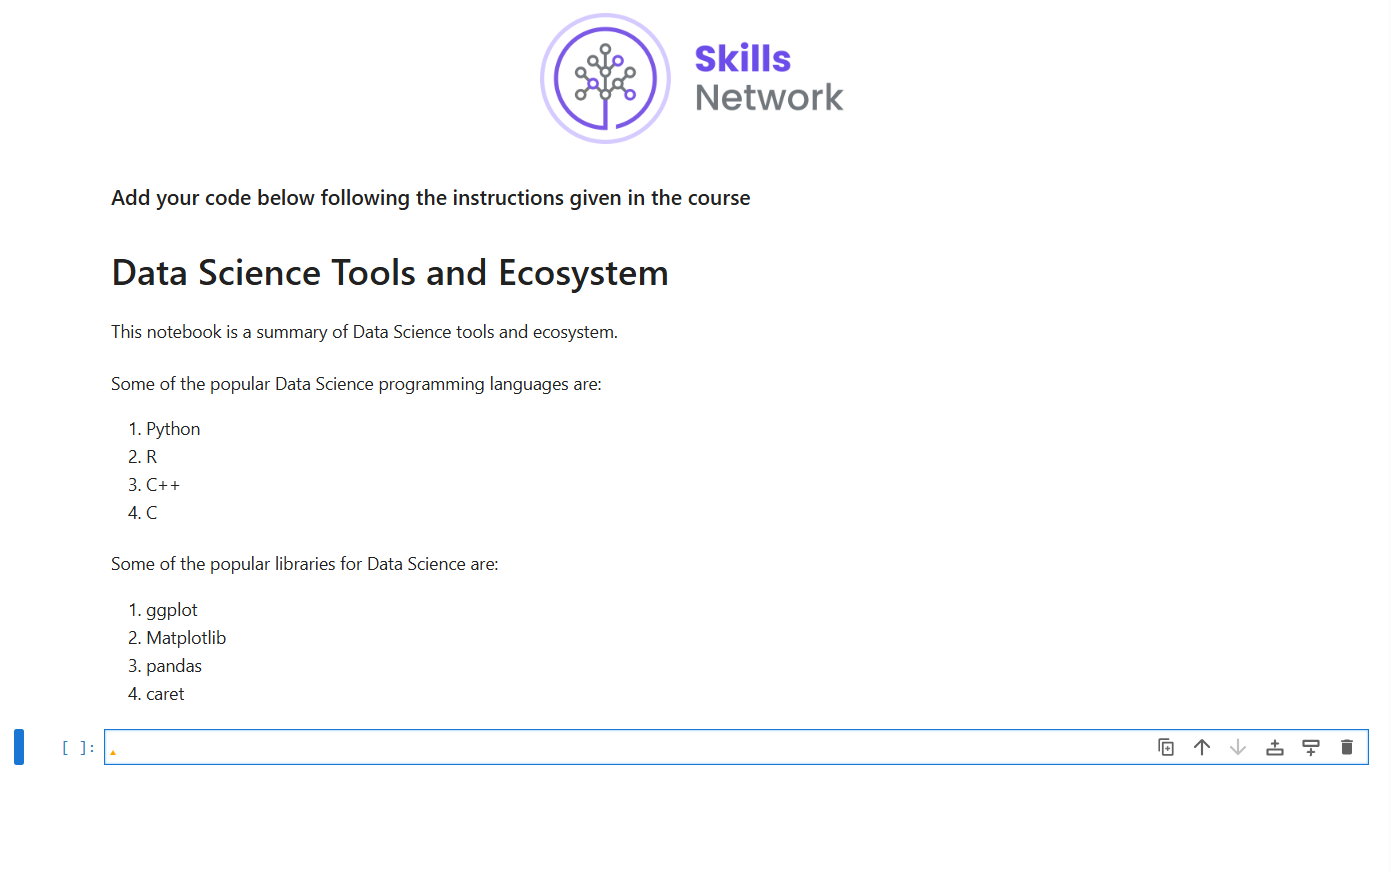 Skills
Network
Add your code below following the instructions given in the course
Data Science Tools and Ecosystem
This notebook is a summary of Data Science tools and ecosystem.
Some of the popular Data Science programming languages are:
1. Python
2. R
3. C++
4. C
Some of the popular libraries for Data Science are:
1. ggplot
2. Matplotlib
3. pandas
4. caret
[ ]: